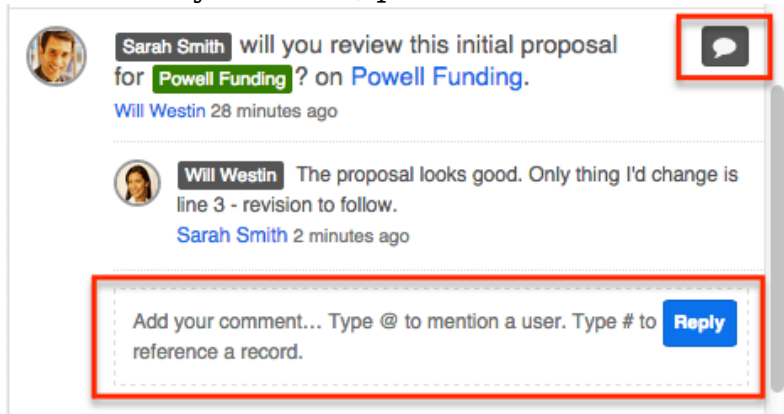 Sarah Smith will you review this initial proposal
for Powell Funding ? on Powell Funding.
Will Westin 28 minutes ago
Will Westin The proposal looks good. Only thing I'd change is
line 3 - revision to follow.
Sarah Smith 2 minutes ago
Add your comment... Type @ to mention a user. Type # to
reference a record.
Reply